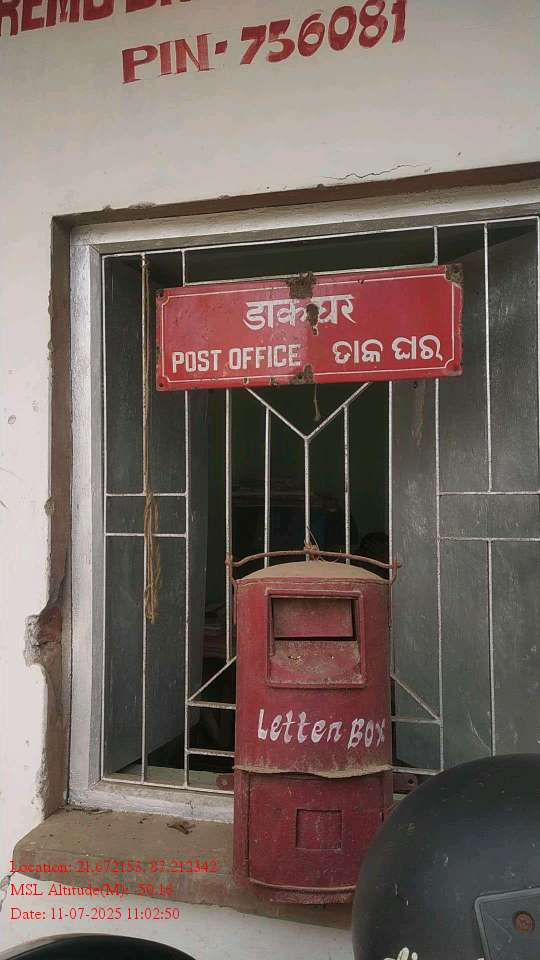 PIN- 756081
डाकघर
POST OFFICE ଡାକ ଘର
Letter Box
Location: 21.672153, 87.212342
MSL Altitude(M): -50.16
Date: 11-07-2025 11:02:50